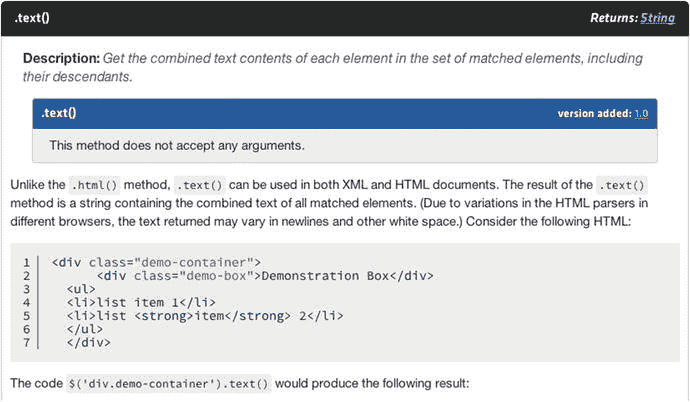 .text() Returns: String
Description: Get the combined text contents of each element in the set of matched elements, including
their descendants.
.text() version added: 1.0
This method does not accept any arguments.
Unlike the .html() method, .text() can be used in both XML and HTML documents. The result of the .text()
method is a string containing the combined text of all matched elements. (Due to variations in the HTML parsers in
different browsers, the text returned may vary in newlines and other white space.) Consider the following HTML:
1 <div class="demo-container">
2 <div class="demo-box">Demonstration Box</div>
3 <ul>
4 <li>list item 1</li>
5 <li>list <strong>item</strong> 2</li>
6 </ul>
7 </div>
The code $('div.demo-container').text() would produce the following result: